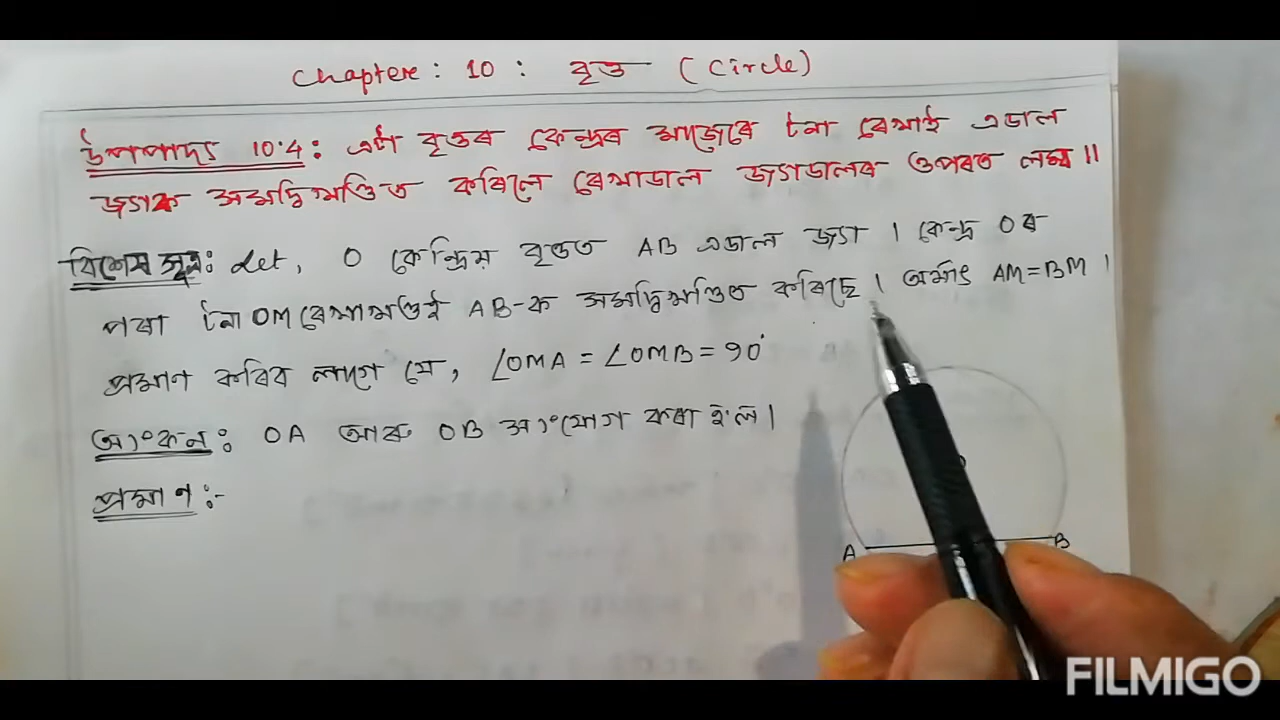 Chapter : 10 : বৃত্ত (Circle)
উপপাদ্য 10.4 : এটা বৃত্তৰ কেন্দ্ৰৰ মাজেৰে টনা ৰেখাই এডাল
জ্যাক সমদ্বিখণ্ডিত কৰিলে ৰেখাডাল জ্যাডালৰ ওপৰত লম্ব ॥
বিশেষ সূত্ৰ : Let, O কেন্দ্ৰিয় বৃত্তত AB এডাল জ্যা । কেন্দ্ৰ O ৰ
পৰা টনা OM ৰেখাখণ্ডই AB-ক সমদ্বিখণ্ডিত কৰিছে । অৰ্থাৎ AM=BM ।
প্ৰমাণ কৰিব লাগে যে, ∠OMA = ∠OMB = 90°
অংকন : OA আৰু OB সংযোগ কৰা হ'ল ।
প্ৰমাণ :-
A B
FILMIGO